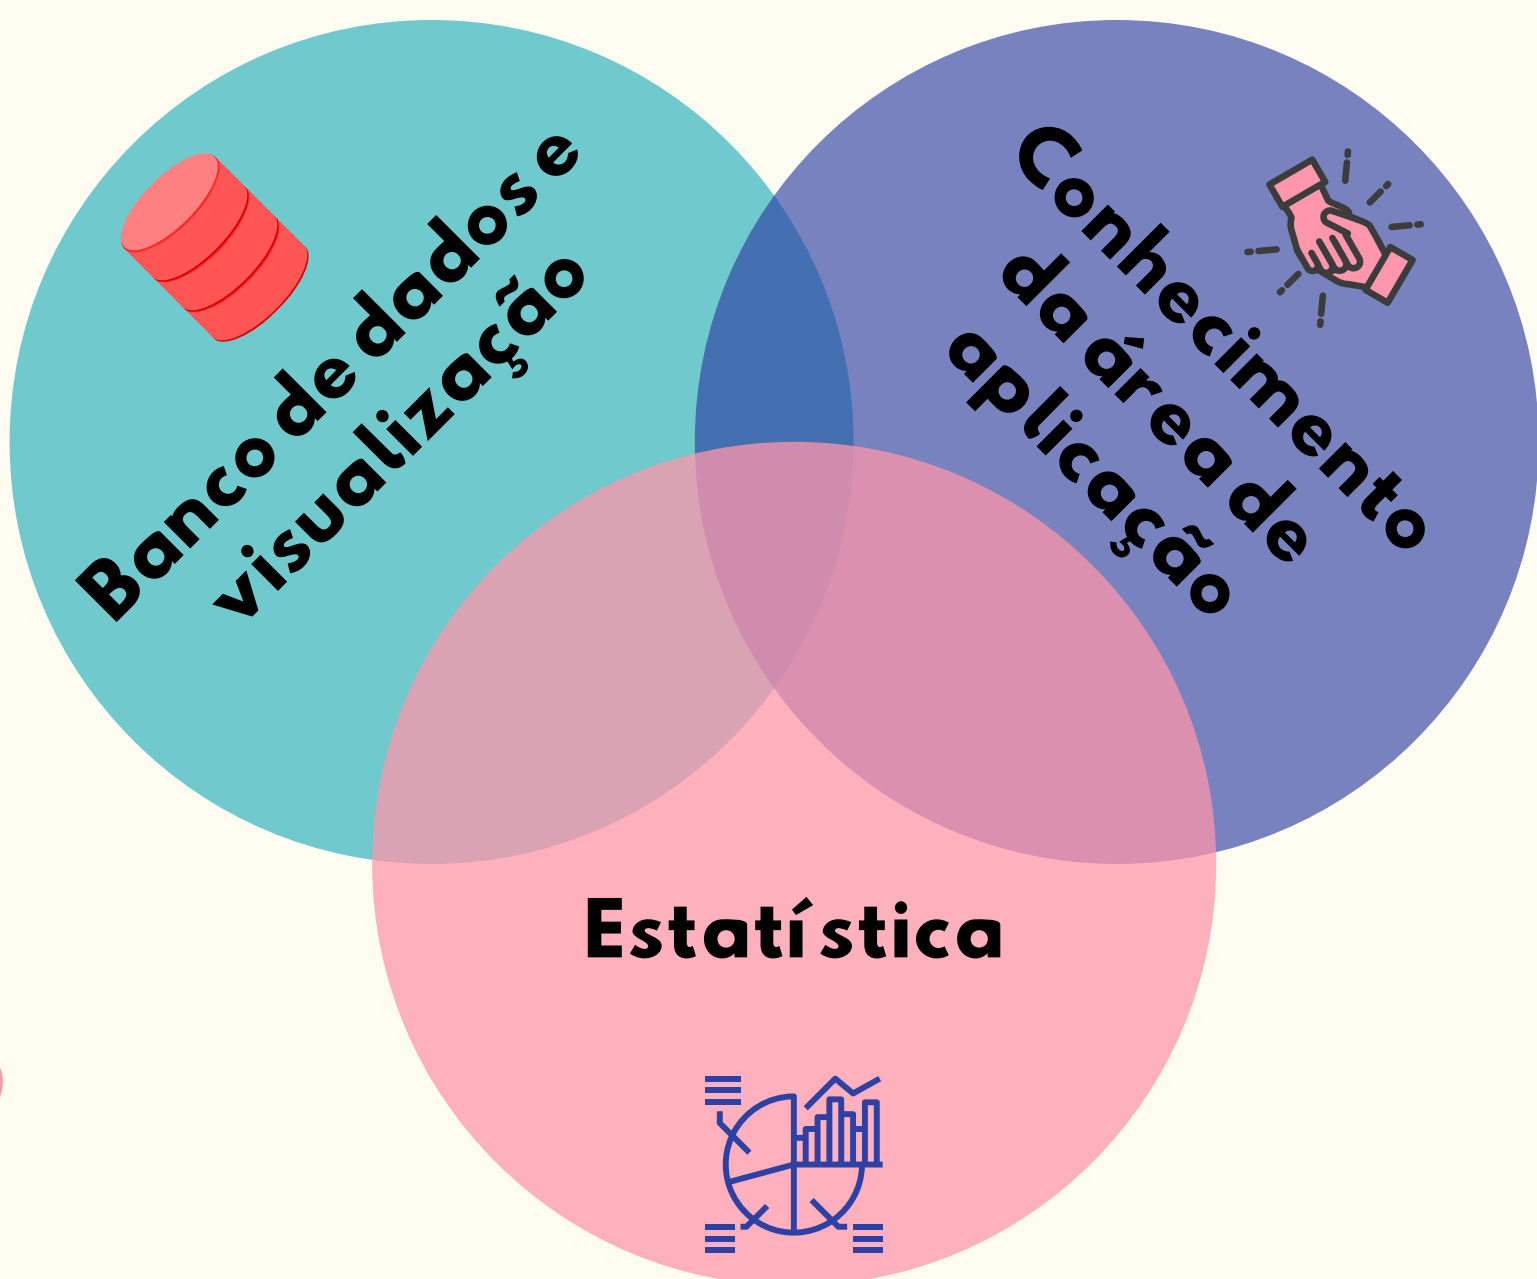 Banco de dados e
visualização
Conhecimento
da área de
aplicação
Estatística